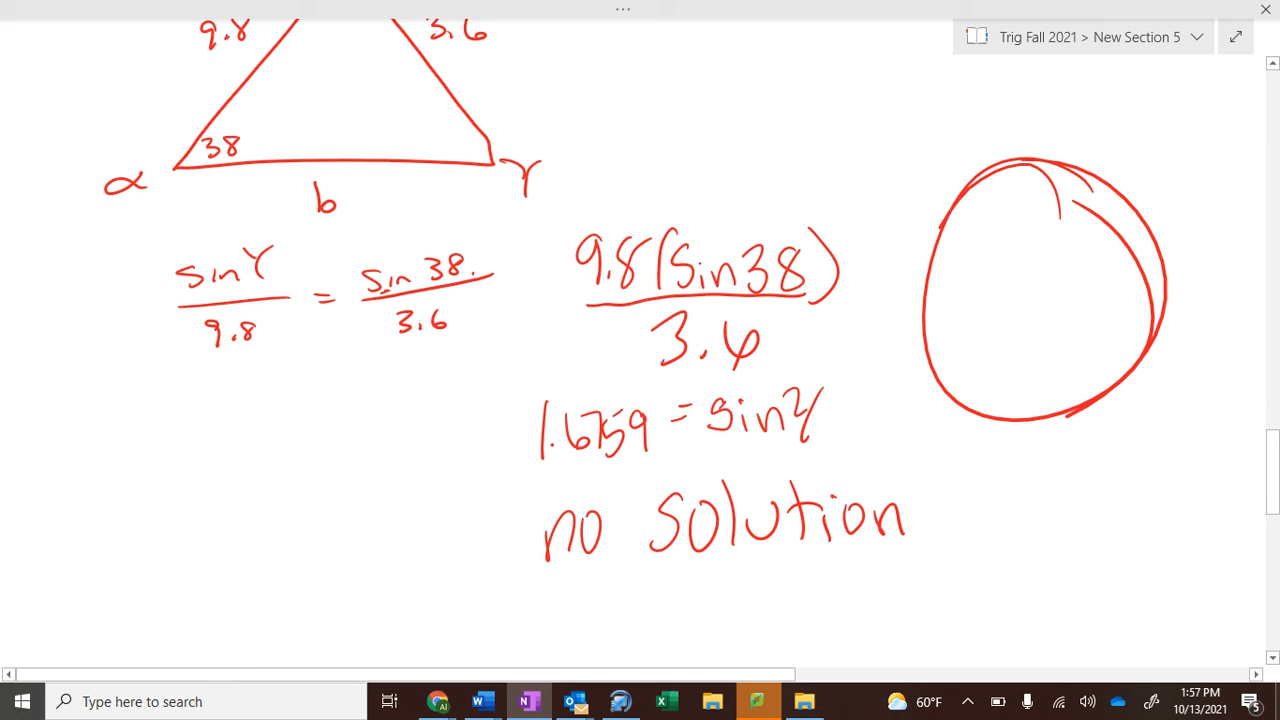 ...
Trig Fall 2021 > New Section 5
9.8
3.6
38
α
b
γ
sin γ / 9.8 = sin 38. / 3.6
9.8(sin 38) / 3.6
1.6759 = sin γ
no solution
Type here to search
60°F
1:57 PM
10/13/2021
5